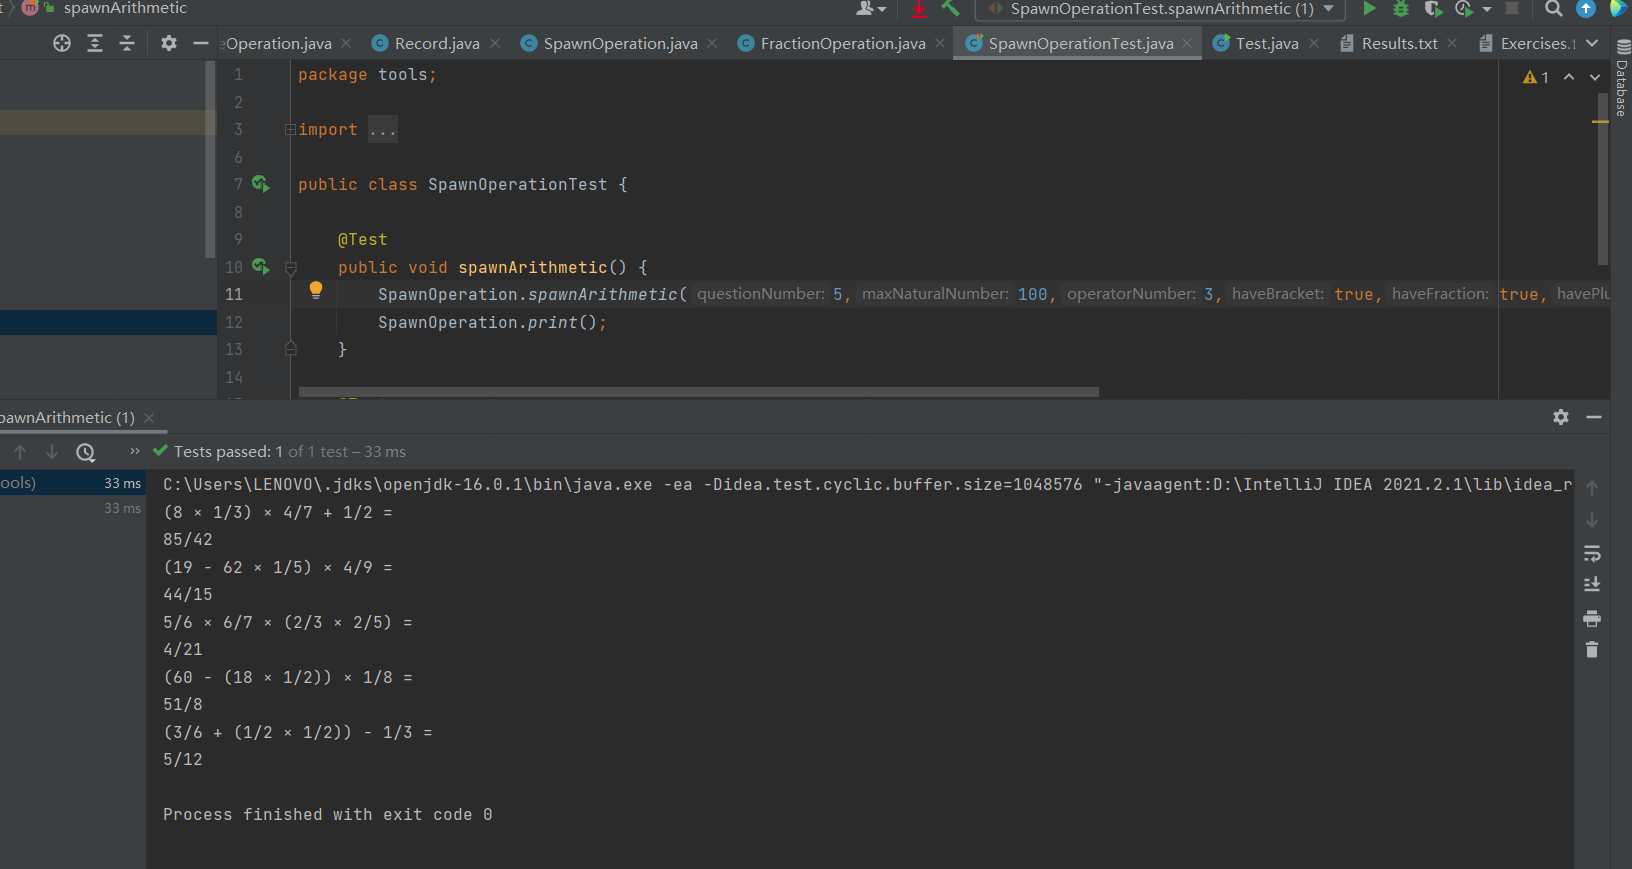 spawnArithmetic
SpawnOperationTest.spawnArithmetic (1)
eOperation.java
Record.java
SpawnOperation.java
FractionOperation.java
SpawnOperationTest.java
Test.java
Results.txt
Exercises.
Database
1 package tools;
1
2
3 import ...
6
7 public class SpawnOperationTest {
8
9 @Test
10 public void spawnArithmetic() {
11 SpawnOperation.spawnArithmetic( questionNumber: 5, maxNaturalNumber: 100, operatorNumber: 3, haveBracket: true, haveFraction: true, havePlu
12 SpawnOperation.print();
13 }
14
pawnArithmetic (1)
Tests passed: 1 of 1 test – 33 ms
ools) 33 ms
33 ms
C:\Users\LENOVO\.jdks\openjdk-16.0.1\bin\java.exe -ea -Didea.test.cyclic.buffer.size=1048576 "-javaagent:D:\IntelliJ IDEA 2021.2.1\lib\idea_r
(8 × 1/3) × 4/7 + 1/2 =
85/42
(19 - 62 × 1/5) × 4/9 =
44/15
5/6 × 6/7 × (2/3 × 2/5) =
4/21
(60 - (18 × 1/2)) × 1/8 =
51/8
(3/6 + (1/2 × 1/2)) - 1/3 =
5/12
Process finished with exit code 0